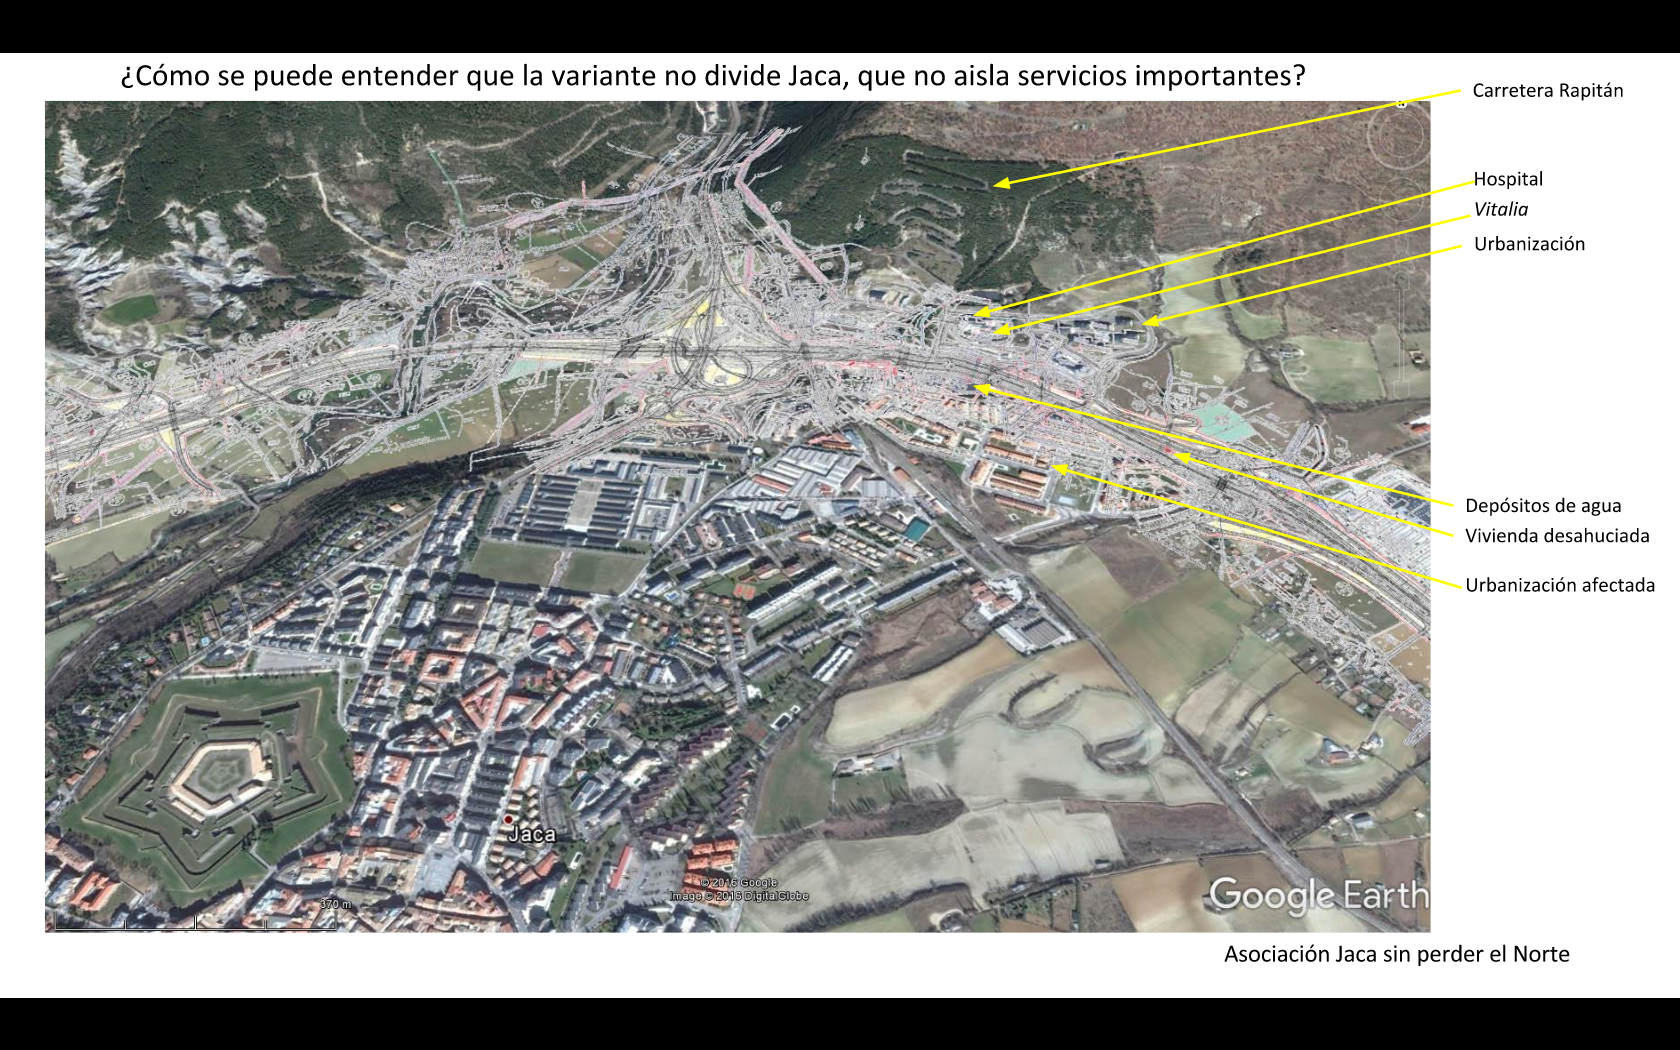 ¿Cómo se puede entender que la variante no divide Jaca, que no aisla servicios importantes?
Carretera Rapitán
Hospital
Vitalia
Urbanización
Depósitos de agua
Vivienda desahuciada
Urbanización afectada
Jaca
© 2016 Google
Image © 2016 DigitalGlobe
370 m
Google Earth
Asociación Jaca sin perder el Norte